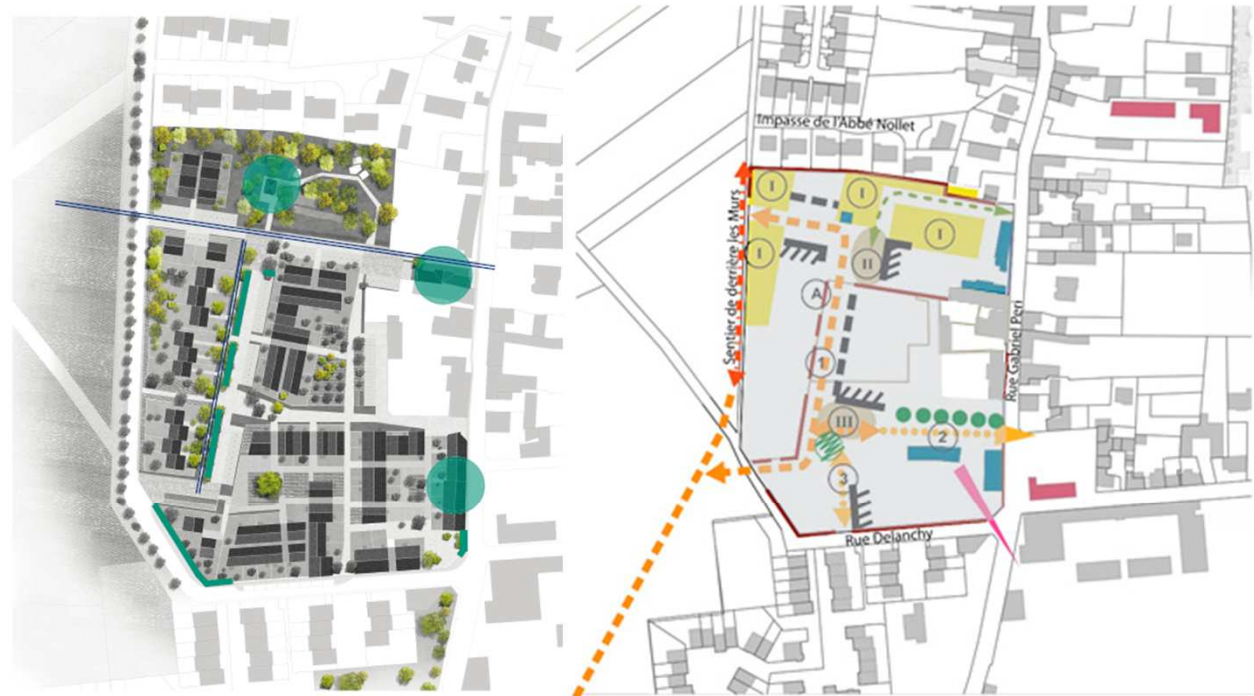 Impasse de l'Abbé Nollet
Sentier de derrière les Murs
I
I
I
I
II
A
Rue Gabriel Peri
1
III
2
3
Rue Delanchy